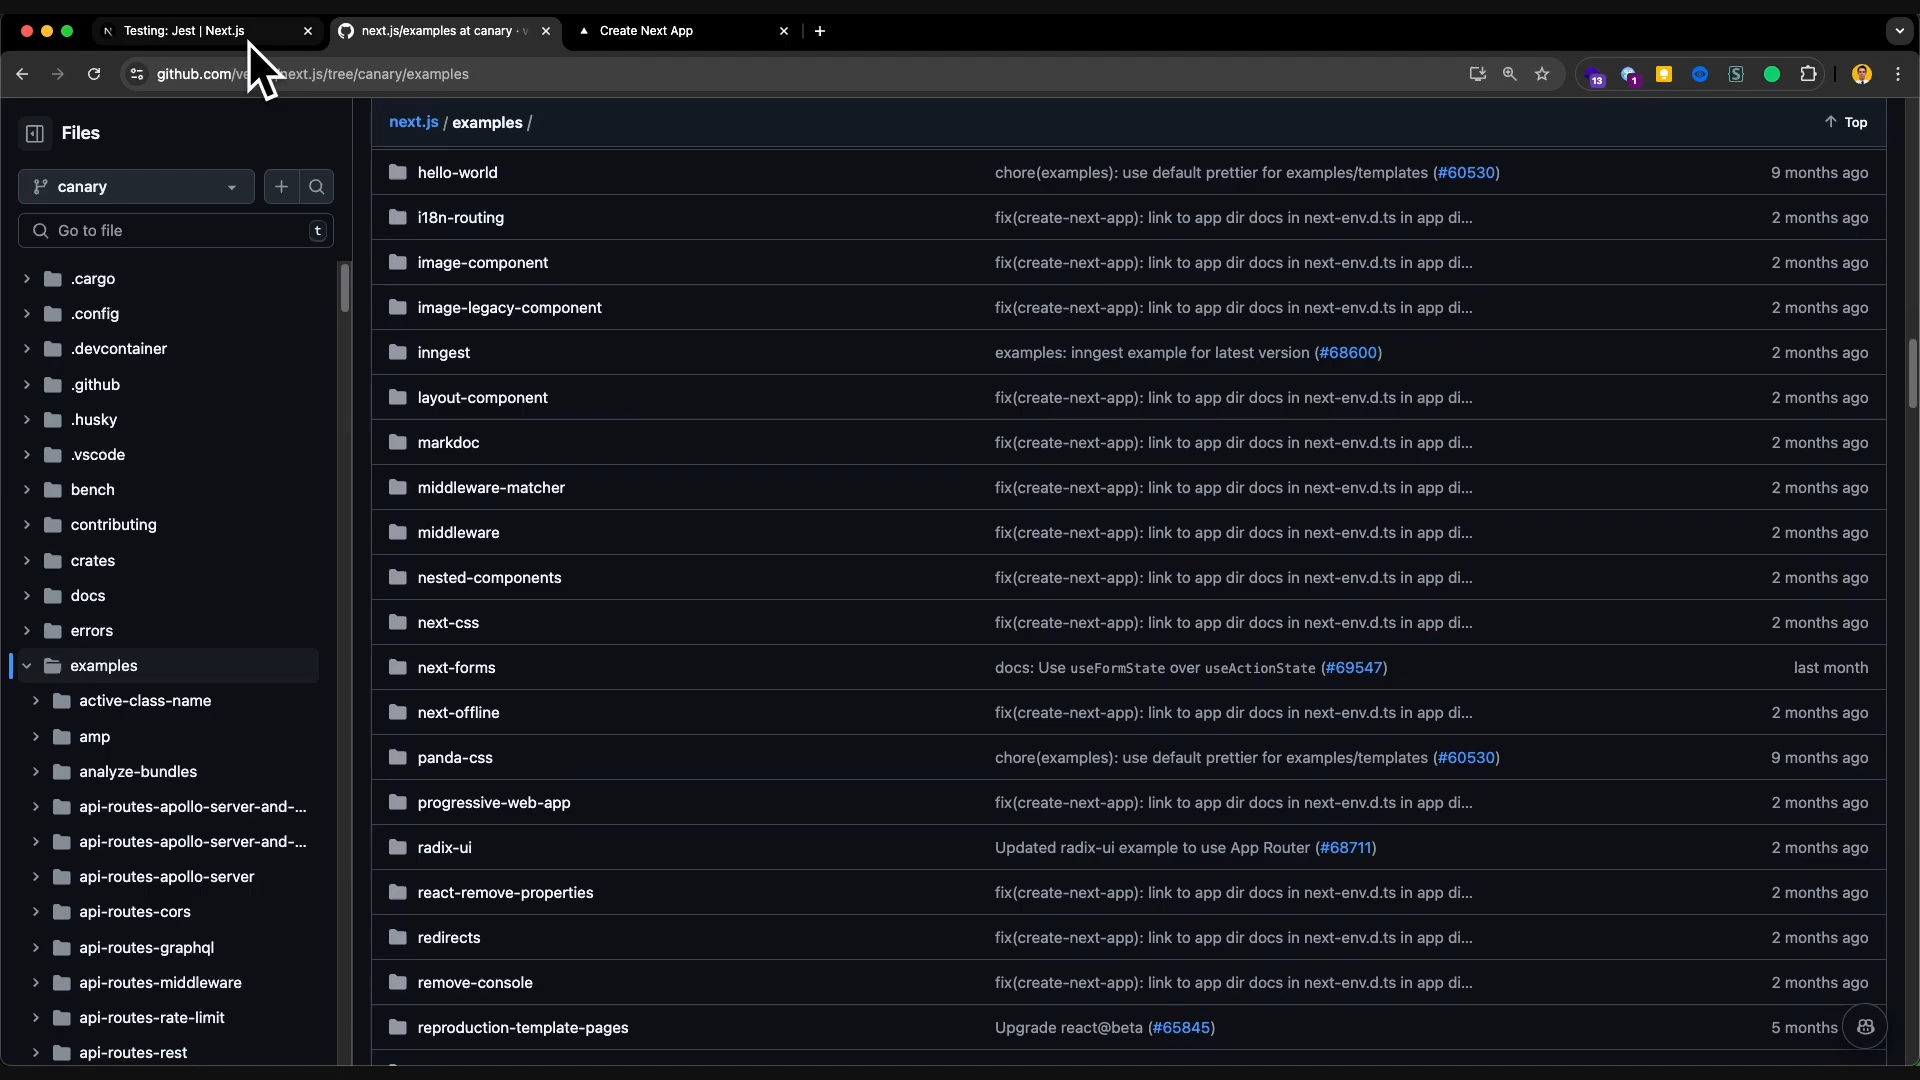 Testing: Jest | Next.js
next.js/examples at canary ·
Create Next App
github.com/ve next.js/tree/canary/examples
13
1
Files
next.js / examples /
Top
canary
Go to file
t
.cargo
.config
.devcontainer
.github
.husky
.vscode
bench
contributing
crates
docs
errors
examples
active-class-name
amp
analyze-bundles
api-routes-apollo-server-and-...
api-routes-apollo-server-and-...
api-routes-apollo-server
api-routes-cors
api-routes-graphql
api-routes-middleware
api-routes-rate-limit
api-routes-rest
hello-world chore(examples): use default prettier for examples/templates (#60530) 9 months ago
i18n-routing fix(create-next-app): link to app dir docs in next-env.d.ts in app di... 2 months ago
image-component fix(create-next-app): link to app dir docs in next-env.d.ts in app di... 2 months ago
image-legacy-component fix(create-next-app): link to app dir docs in next-env.d.ts in app di... 2 months ago
inngest examples: inngest example for latest version (#68600) 2 months ago
layout-component fix(create-next-app): link to app dir docs in next-env.d.ts in app di... 2 months ago
markdoc fix(create-next-app): link to app dir docs in next-env.d.ts in app di... 2 months ago
middleware-matcher fix(create-next-app): link to app dir docs in next-env.d.ts in app di... 2 months ago
middleware fix(create-next-app): link to app dir docs in next-env.d.ts in app di... 2 months ago
nested-components fix(create-next-app): link to app dir docs in next-env.d.ts in app di... 2 months ago
next-css fix(create-next-app): link to app dir docs in next-env.d.ts in app di... 2 months ago
next-forms docs: Use useFormState over useActionState (#69547) last month
next-offline fix(create-next-app): link to app dir docs in next-env.d.ts in app di... 2 months ago
panda-css chore(examples): use default prettier for examples/templates (#60530) 9 months ago
progressive-web-app fix(create-next-app): link to app dir docs in next-env.d.ts in app di... 2 months ago
radix-ui Updated radix-ui example to use App Router (#68711) 2 months ago
react-remove-properties fix(create-next-app): link to app dir docs in next-env.d.ts in app di... 2 months ago
redirects fix(create-next-app): link to app dir docs in next-env.d.ts in app di... 2 months ago
remove-console fix(create-next-app): link to app dir docs in next-env.d.ts in app di... 2 months ago
reproduction-template-pages Upgrade react@beta (#65845) 5 months